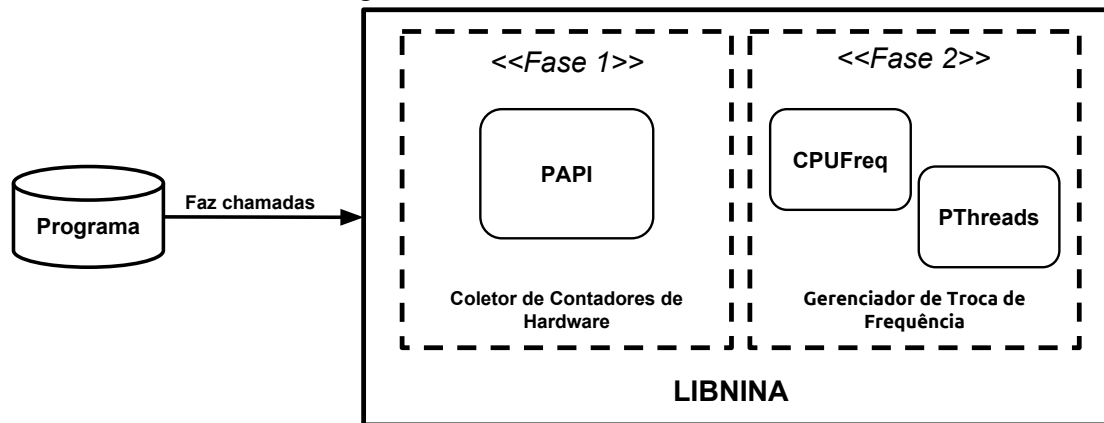 <<Fase 1>>
<<Fase 2>>
PAPI
CPUFreq
PThreads
Programa
Faz chamadas
Coletor de Contadores de
Hardware
Gerenciador de Troca de
Frequência
LIBNINA